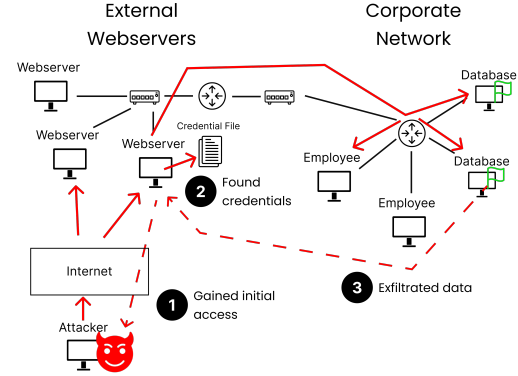 External
Webservers
Corporate
Network
Webserver
Database
Webserver
Credential File
Webserver
Employee
Database
2
Found
credentials
Employee
Internet
1
Gained initial
access
3
Exfiltrated data
Attacker